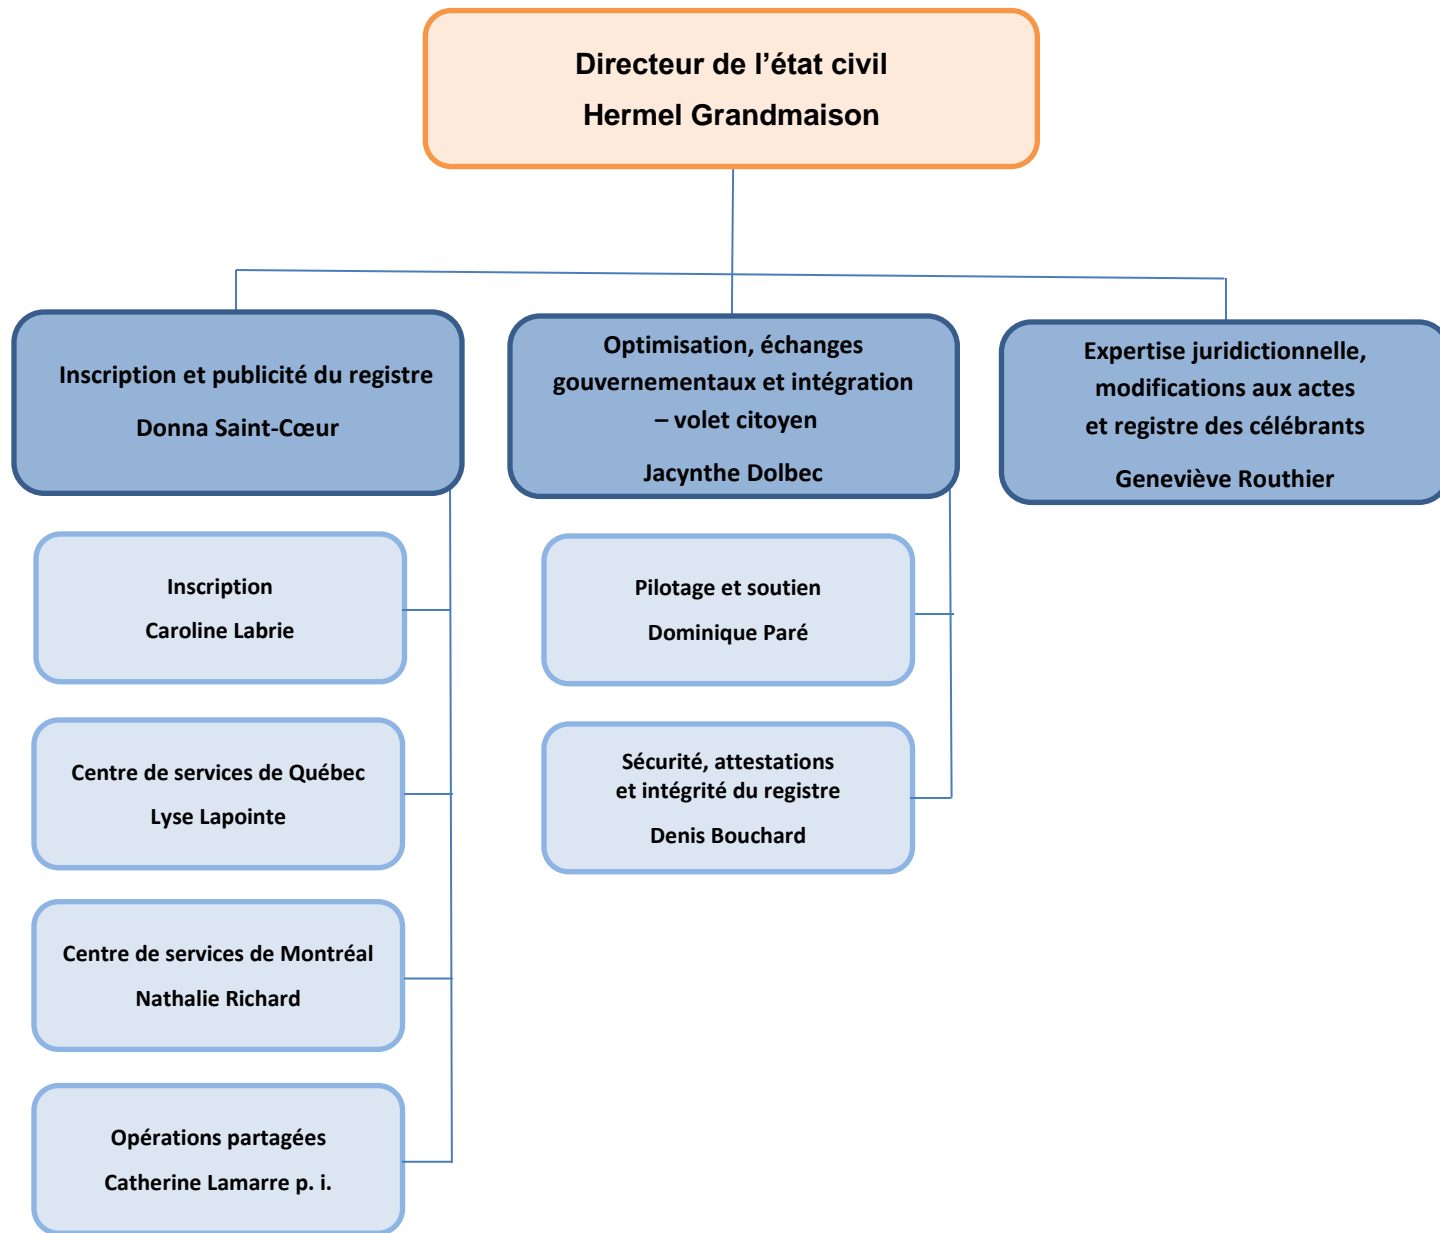 Directeur de l’état civil
Hermel Grandmaison
Inscription et publicité du registre
Donna Saint-Cœur
Optimisation, échanges
gouvernementaux et intégration
– volet citoyen
Jacynthe Dolbec
Expertise juridictionnelle,
modifications aux actes
et registre des célébrants
Geneviève Routhier
Inscription
Caroline Labrie
Centre de services de Québec
Lyse Lapointe
Centre de services de Montréal
Nathalie Richard
Opérations partagées
Catherine Lamarre p. i.
Pilotage et soutien
Dominique Paré
Sécurité, attestations
et intégrité du registre
Denis Bouchard